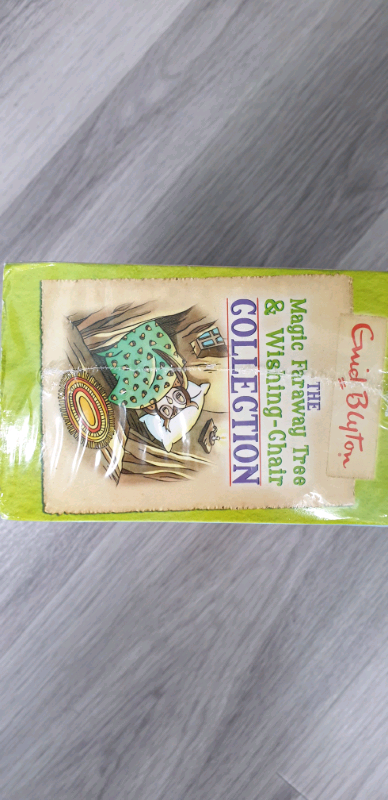 Enid Blyton
THE
Magic Faraway Tree
& Wishing-Chair
COLLECTION